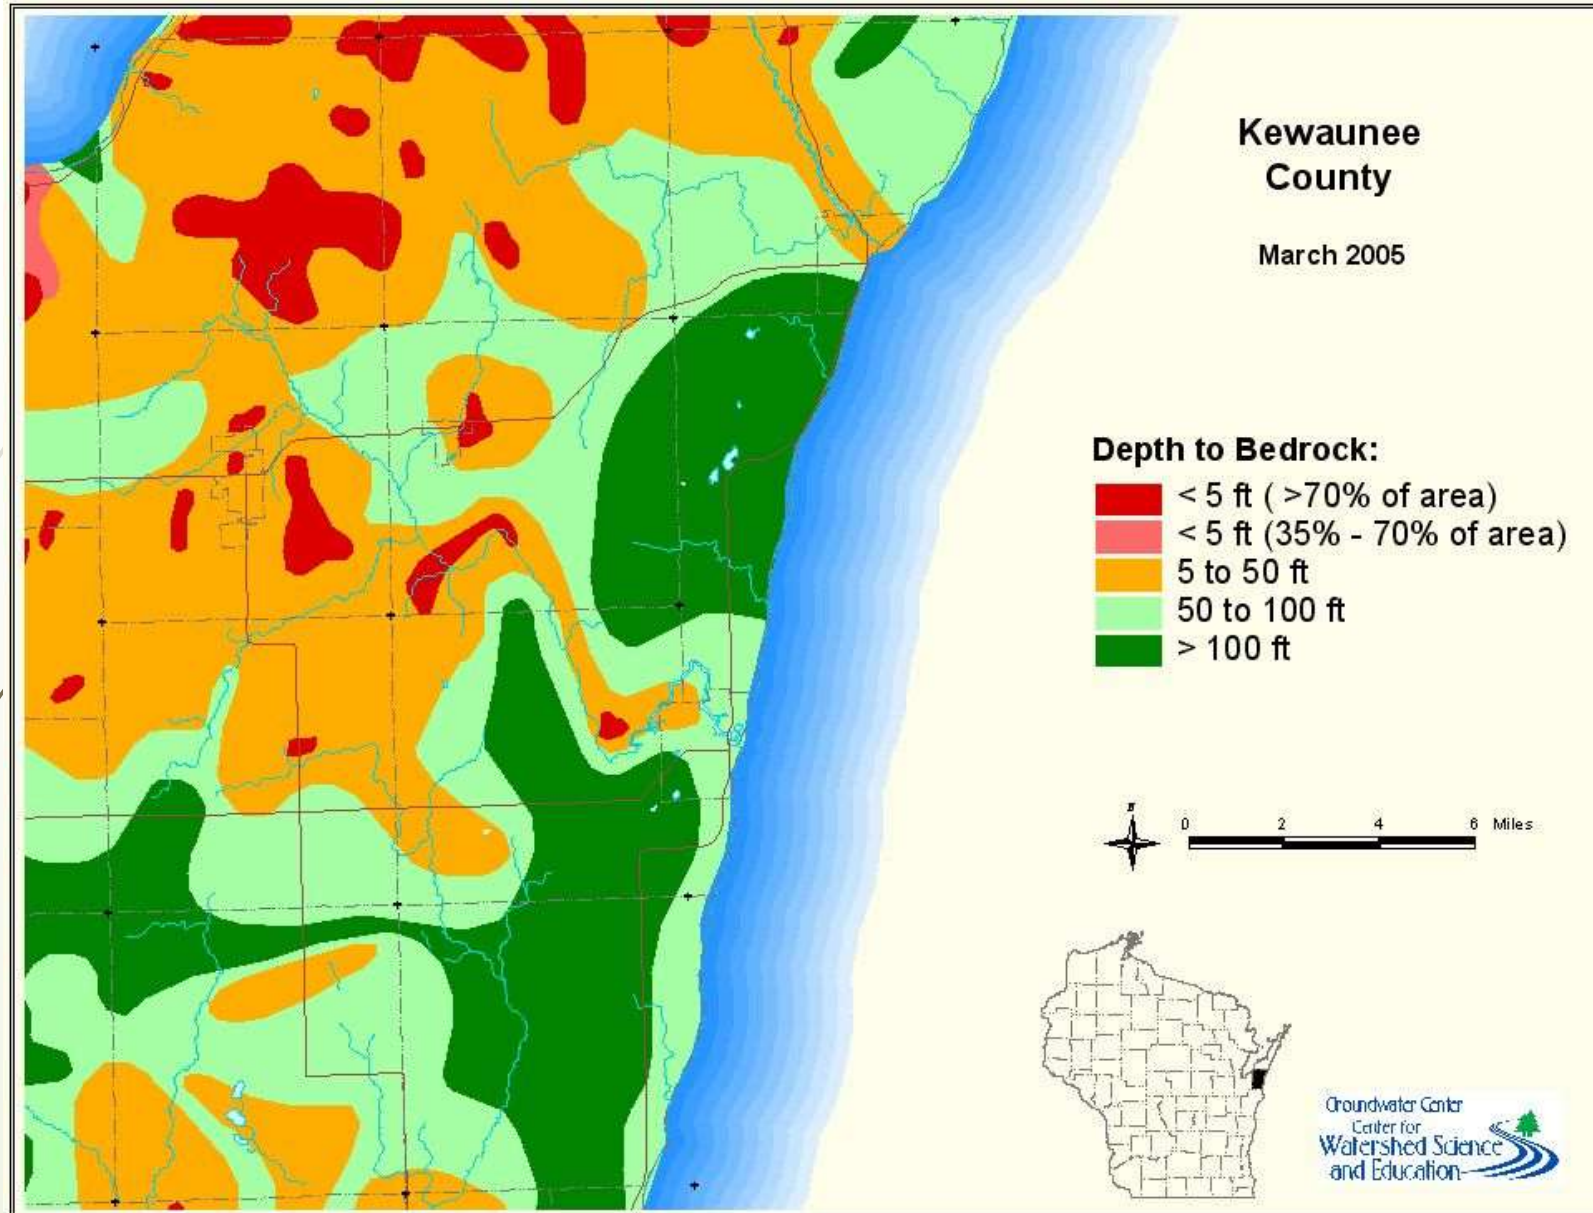 Kewaunee
County
March 2005
Depth to Bedrock:
< 5 ft ( >70% of area)
< 5 ft (35% - 70% of area)
5 to 50 ft
50 to 100 ft
> 100 ft
N
0 2 4 6 Miles
Groundwater Center
Center for
Watershed Science
and Education